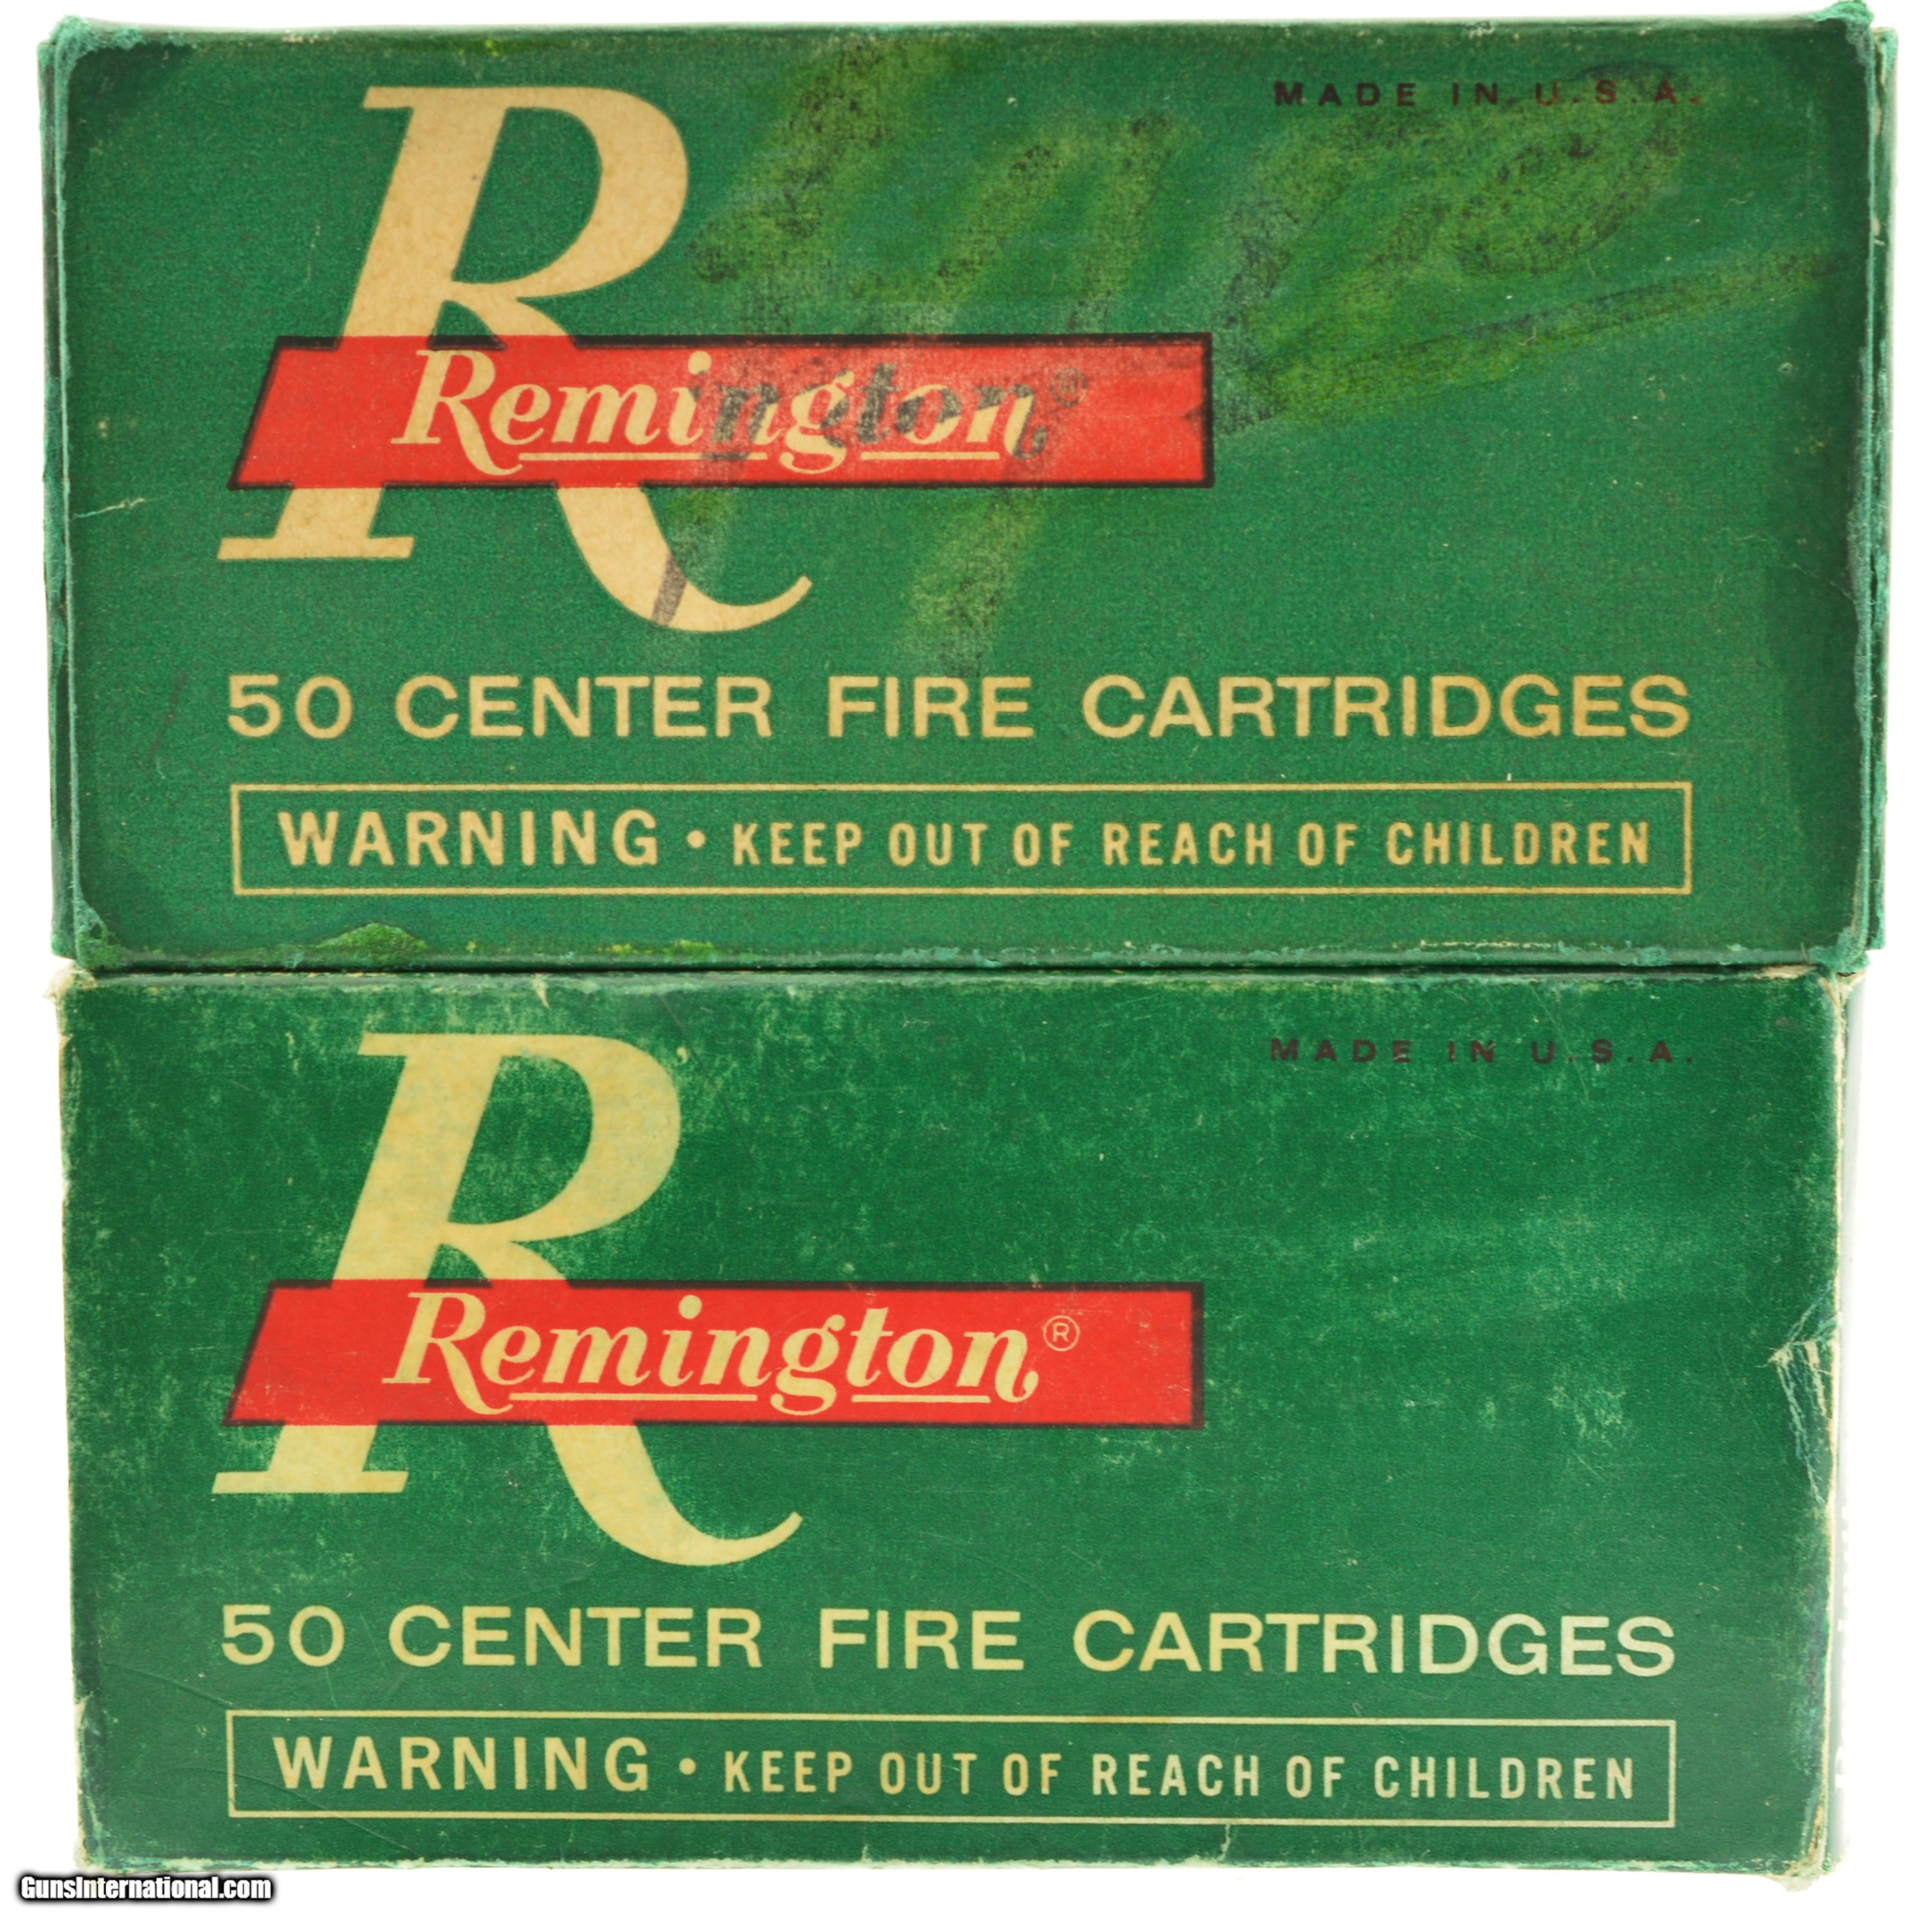 MADE IN U.S.A.
R
Remington®
50 CENTER FIRE CARTRIDGES
WARNING • KEEP OUT OF REACH OF CHILDREN
MADE IN U.S.A.
R
Remington®
50 CENTER FIRE CARTRIDGES
WARNING • KEEP OUT OF REACH OF CHILDREN
GunsInternational.com